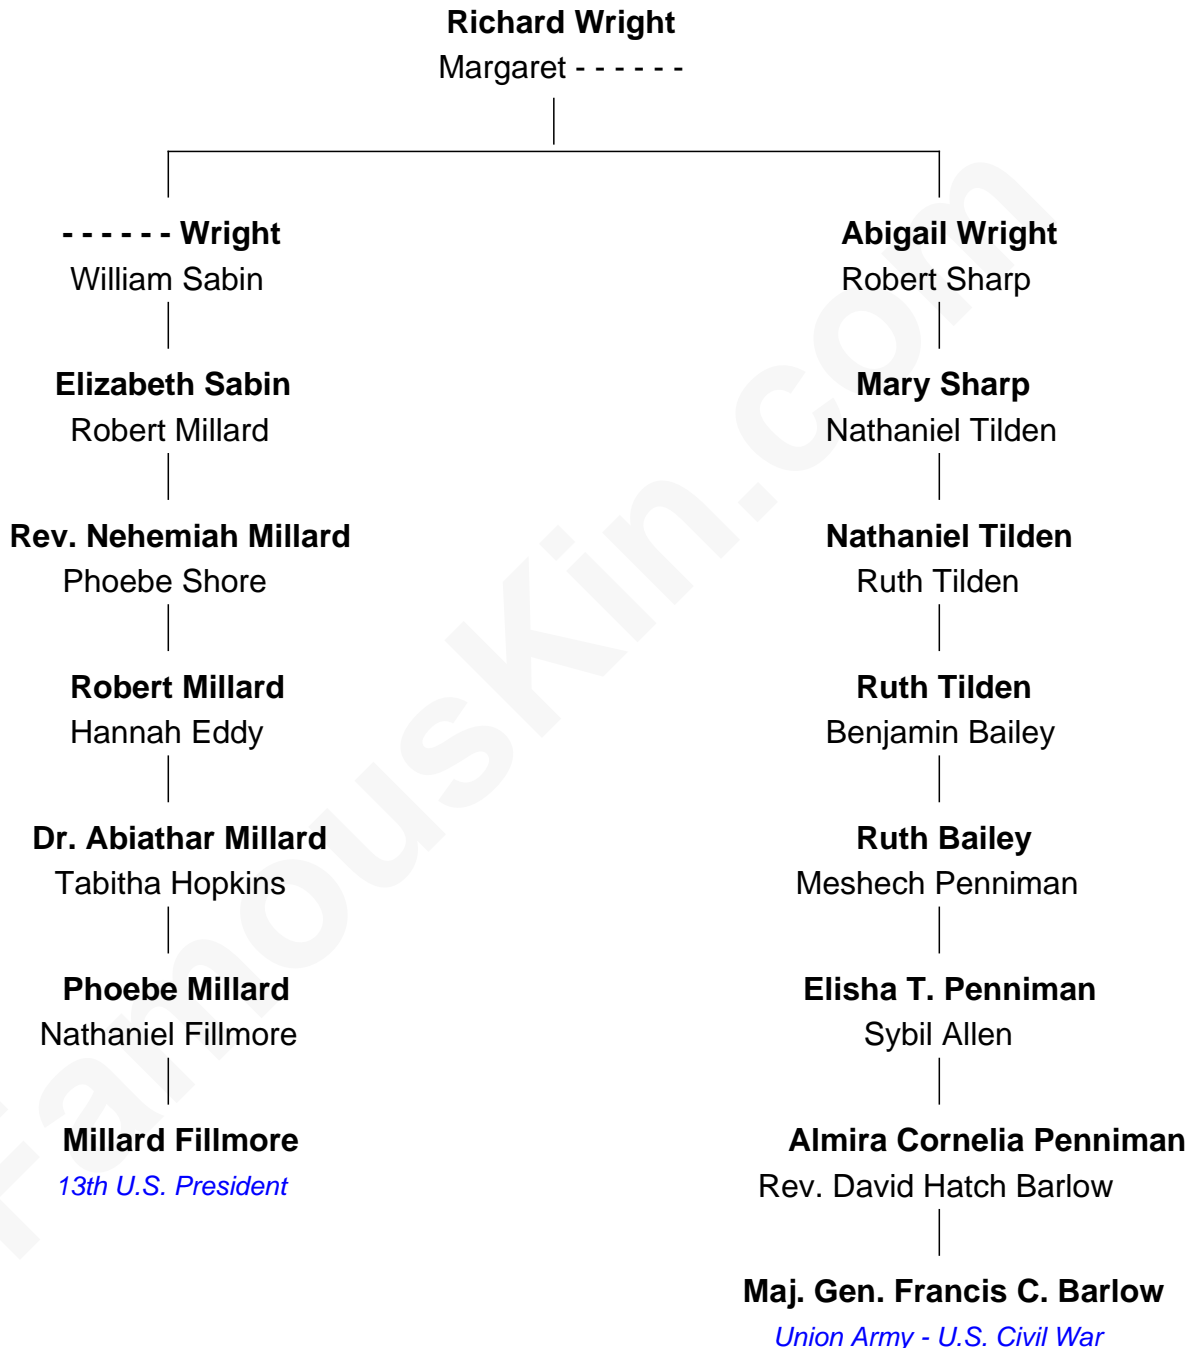 Richard Wright
Margaret - - - - - -
- - - - - - Wright
William Sabin
Elizabeth Sabin
Robert Millard
Rev. Nehemiah Millard
Phoebe Shore
Robert Millard
Hannah Eddy
Dr. Abiathar Millard
Tabitha Hopkins
Phoebe Millard
Nathaniel Fillmore
Millard Fillmore
13th U.S. President
Abigail Wright
Robert Sharp
Mary Sharp
Nathaniel Tilden
Nathaniel Tilden
Ruth Tilden
Ruth Tilden
Benjamin Bailey
Ruth Bailey
Meshech Penniman
Elisha T. Penniman
Sybil Allen
Almira Cornelia Penniman
Rev. David Hatch Barlow
Maj. Gen. Francis C. Barlow
Union Army - U.S. Civil War
FamousKin.com